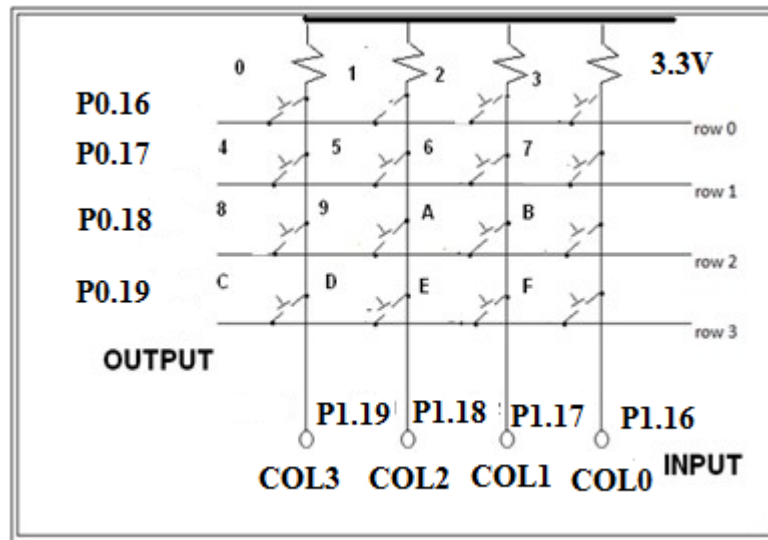 0 1 2 3 3.3V
P0.16
row 0
P0.17 4 5 6 7
row 1
P0.18 8 9 A B
row 2
P0.19 C D E F
row 3
OUTPUT
P1.19 P1.18 P1.17 P1.16
COL3 COL2 COL1 COL0 INPUT